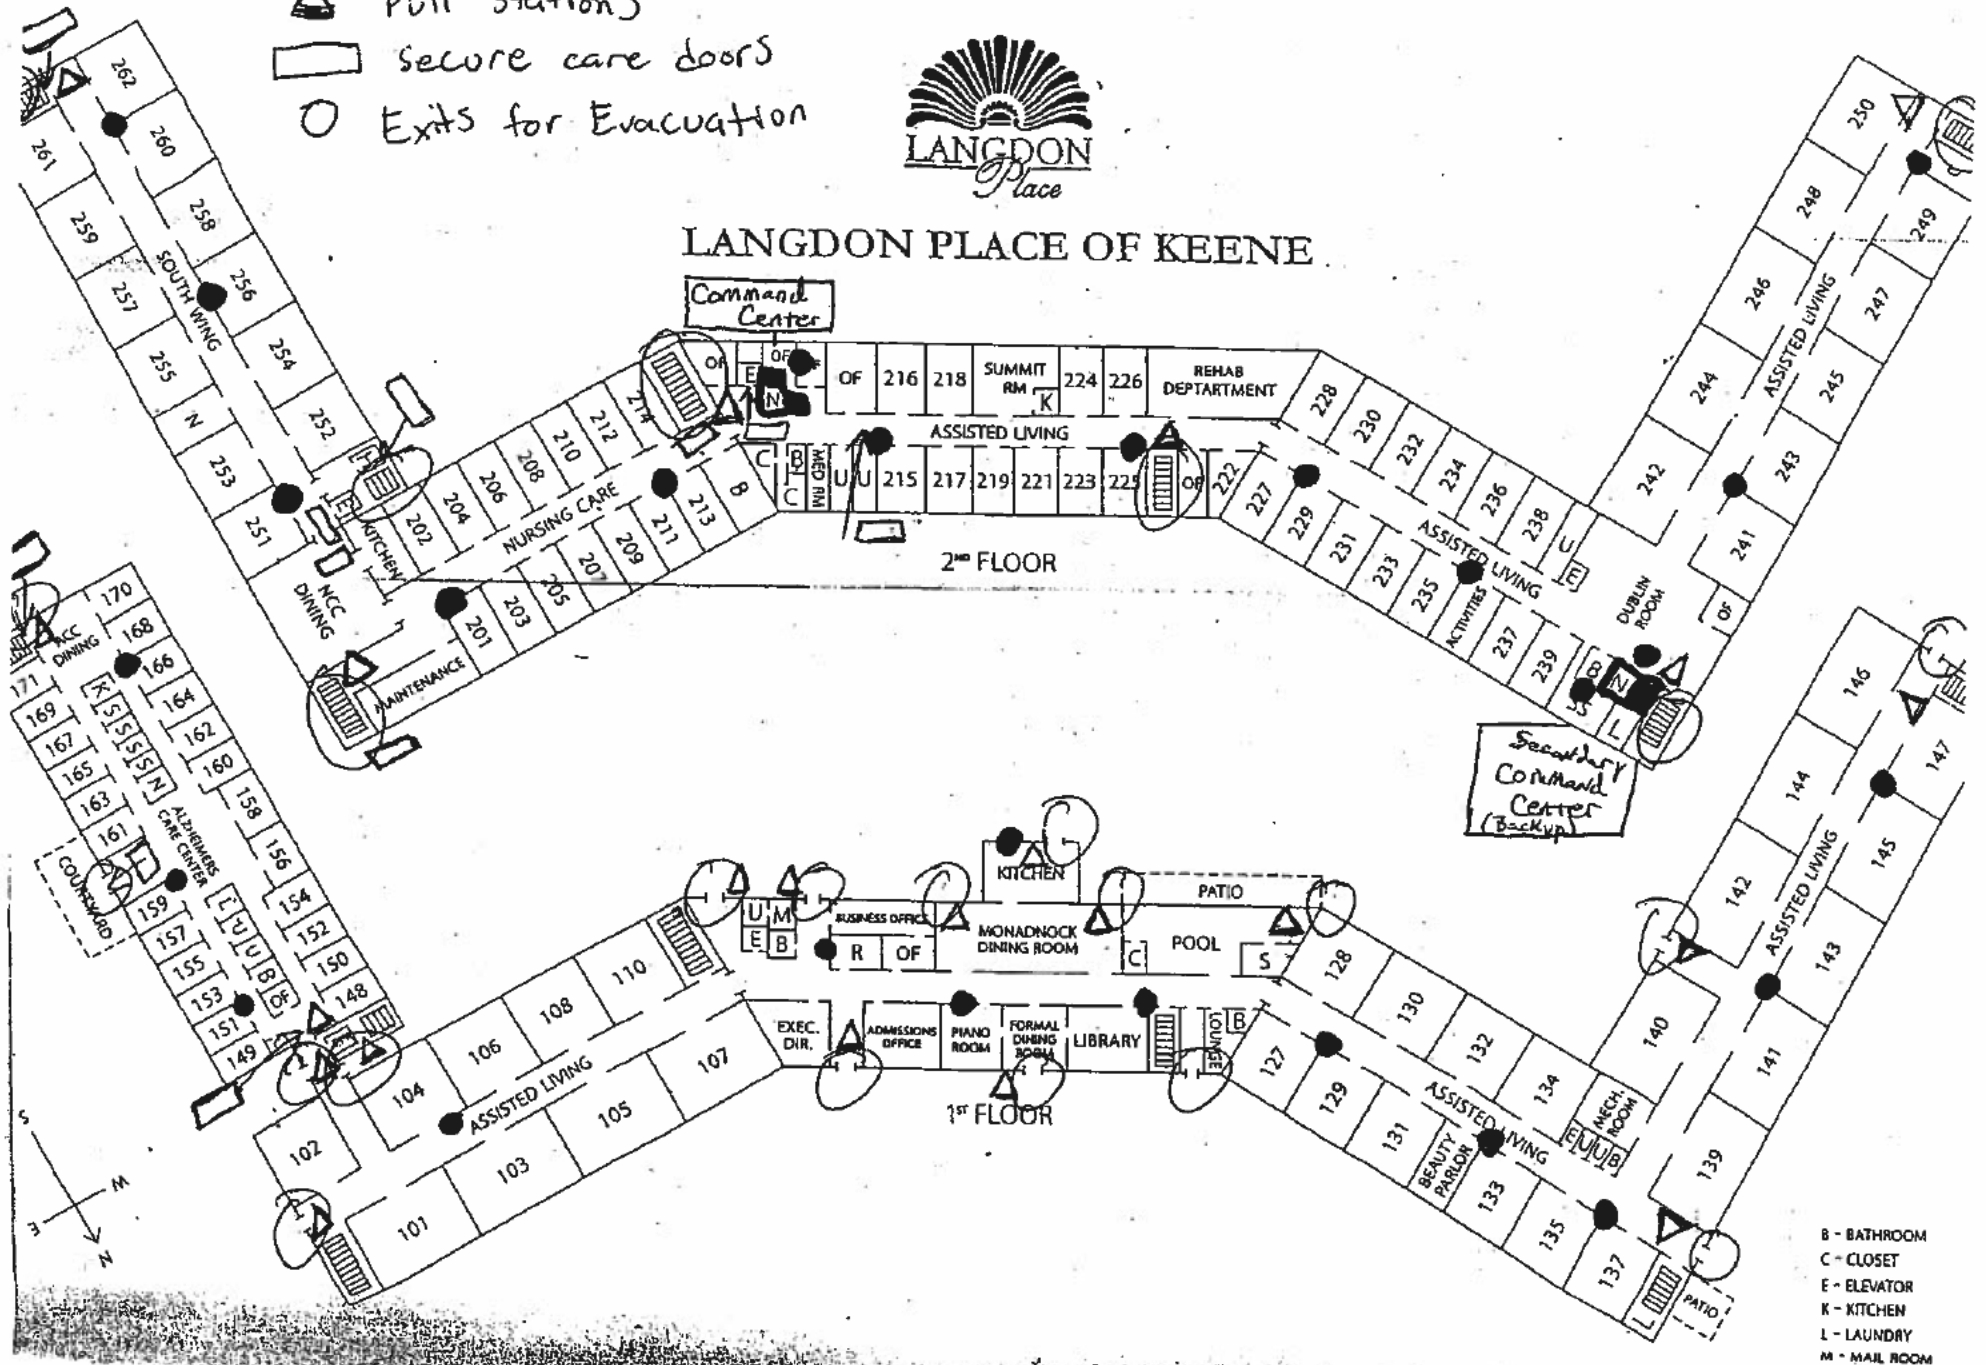 Pull Stations
Secure care doors
Exits for Evacuation
LANGDON
Place
LANGDON PLACE OF KEENE
Command
Center
262
260
258
256
254
252
261
259
257
255
N
253
251
SOUTH WING
E
KITCHEN
NCC
DINING
202
204
206
208
210
212
214
NURSING CARE
MAINTENANCE
201
203
205
207
209
211
213
B
OF
E
OF
N
OF
216
218
SUMMIT
RM
K
224
226
REHAB
DEPTARTMENT
ASSISTED LIVING
C
B
C
MED RM
U
U
215
217
219
221
223
225
OF
222
2ND FLOOR
228
230
232
234
236
238
U
E
ASSISTED LIVING
227
229
231
233
235
ACTIVITIES
237
239
B
N
L
DUBLIN
ROOM
OF
250
248
246
244
242
ASSISTED LIVING
249
247
245
243
241
Secondary
Command
Center
(Backup)
170
168
166
164
162
160
158
156
154
152
150
148
ACC
DINING
171
169
167
165
163
161
159
157
155
153
151
149
K
S
S
S
S
N
ALZHEIMERS
CARE CENTER
L
L
U
U
B
OF
COURTYARD
102
104
106
108
110
ASSISTED LIVING
101
103
105
107
U
M
E
B
BUSINESS OFFICE
R
OF
KITCHEN
MONADNOCK
DINING ROOM
C
PATIO
POOL
S
EXEC.
DIR.
ADMISSIONS
OFFICE
PIANO
ROOM
FORMAL
DINING
ROOM
LIBRARY
LOUNGE
B
1ST FLOOR
128
130
132
134
MECH.
ROOM
E
U
U
B
ASSISTED LIVING
127
129
131
BEAUTY
PARLOR
133
135
137
L
PATIO
146
144
142
140
ASSISTED LIVING
147
145
143
141
139
S
W
E
N
B - BATHROOM
C - CLOSET
E - ELEVATOR
K - KITCHEN
L - LAUNDRY
M - MAIL ROOM